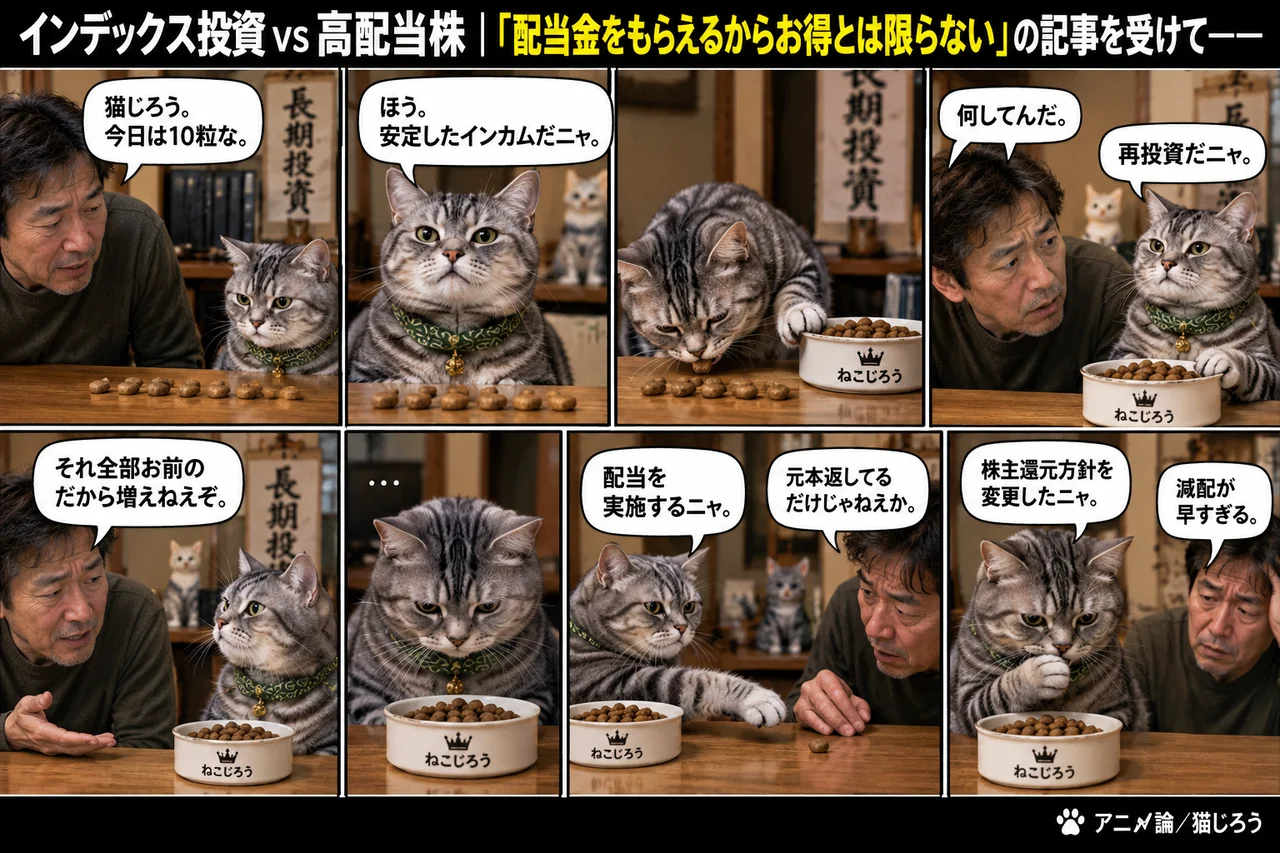 インデックス投資 vs 高配当株｜「配当金をもらえるからお得とは限らない」の記事を受けて――
猫じろう。
今日は10粒な。
長期投資
ほう。
安定したインカムだニャ。
長期投資
ねこじろう
何してんだ。
再投資だニャ。
ねこじろう
それ全部お前の
だから増えねえぞ。
長期投
ねこじろう
…
ねこじろう
配当を
実施するニャ。
元本返してる
だけじゃねえか。
ねこじろう
株主還元方針を
変更したニャ。
減配が
早すぎる。
ねこじろう
アニメ論／猫じろう